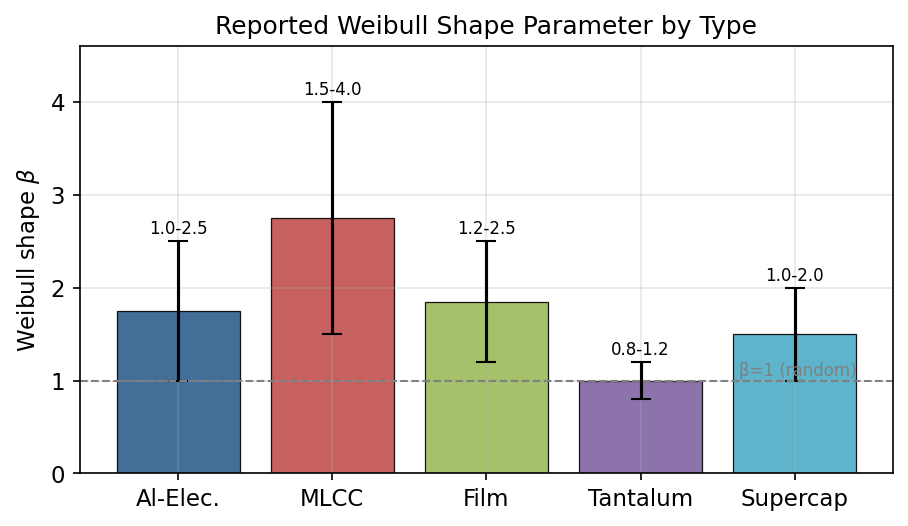 Reported Weibull Shape Parameter by Type
Weibull shape β
4
3
2
1
0
1.0-2.5
1.5-4.0
1.2-2.5
0.8-1.2
1.0-2.0
β=1 (random)
Al-Elec.
MLCC
Film
Tantalum
Supercap